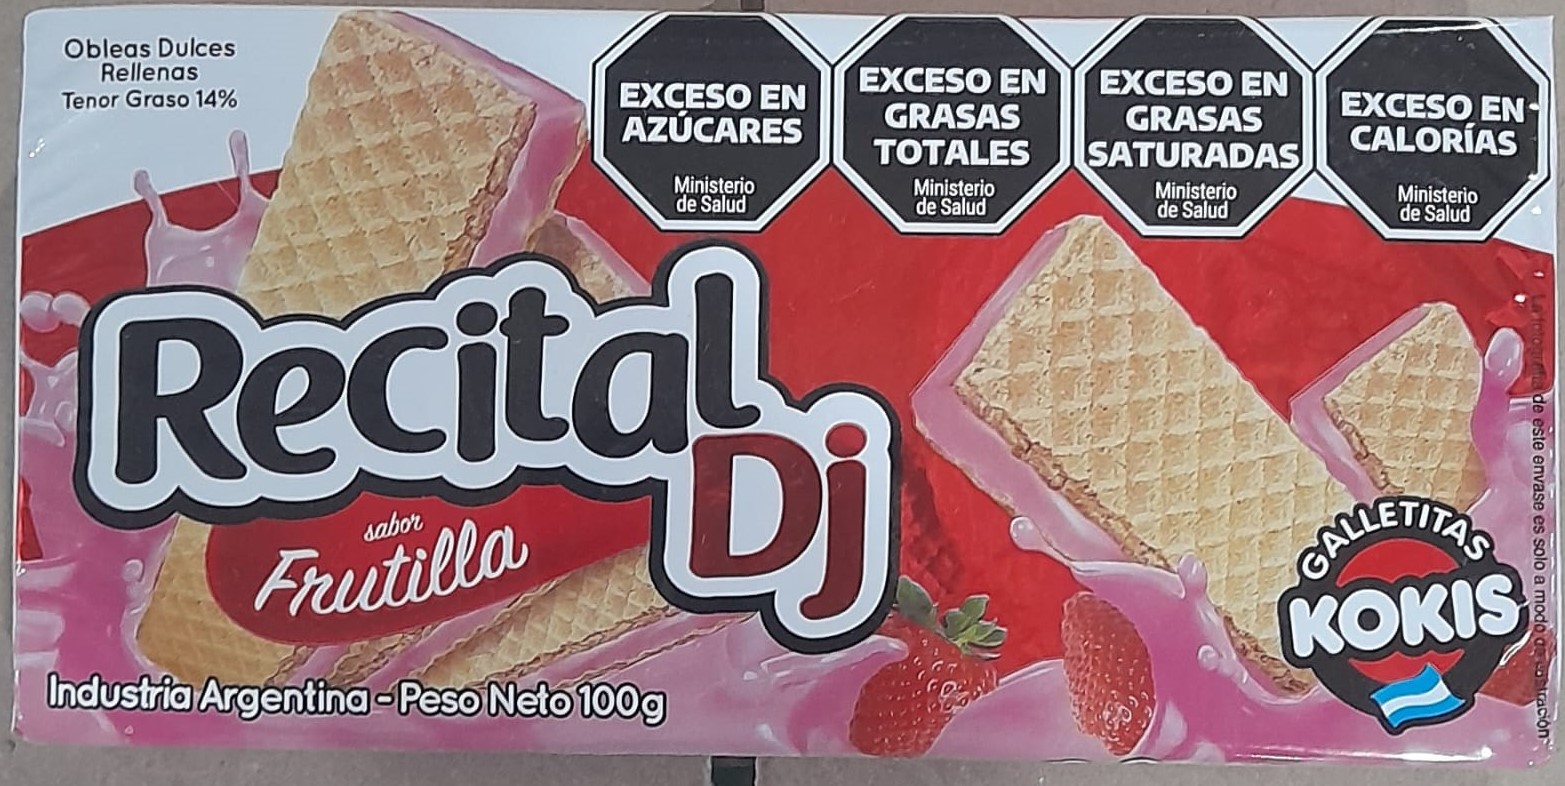 Obleas Dulces
Rellenas
Tenor Graso 14%
EXCESO EN
AZÚCARES
Ministerio
de Salud
EXCESO EN
GRASAS
TOTALES
Ministerio
de Salud
EXCESO EN
GRASAS
SATURADAS
Ministerio
de Salud
EXCESO EN
CALORÍAS
Ministerio
de Salud
Recital
Dj
sabor
Frutilla
GALLETITAS
KOKIS
Industria Argentina - Peso Neto 100g
de este envase es solo a modo